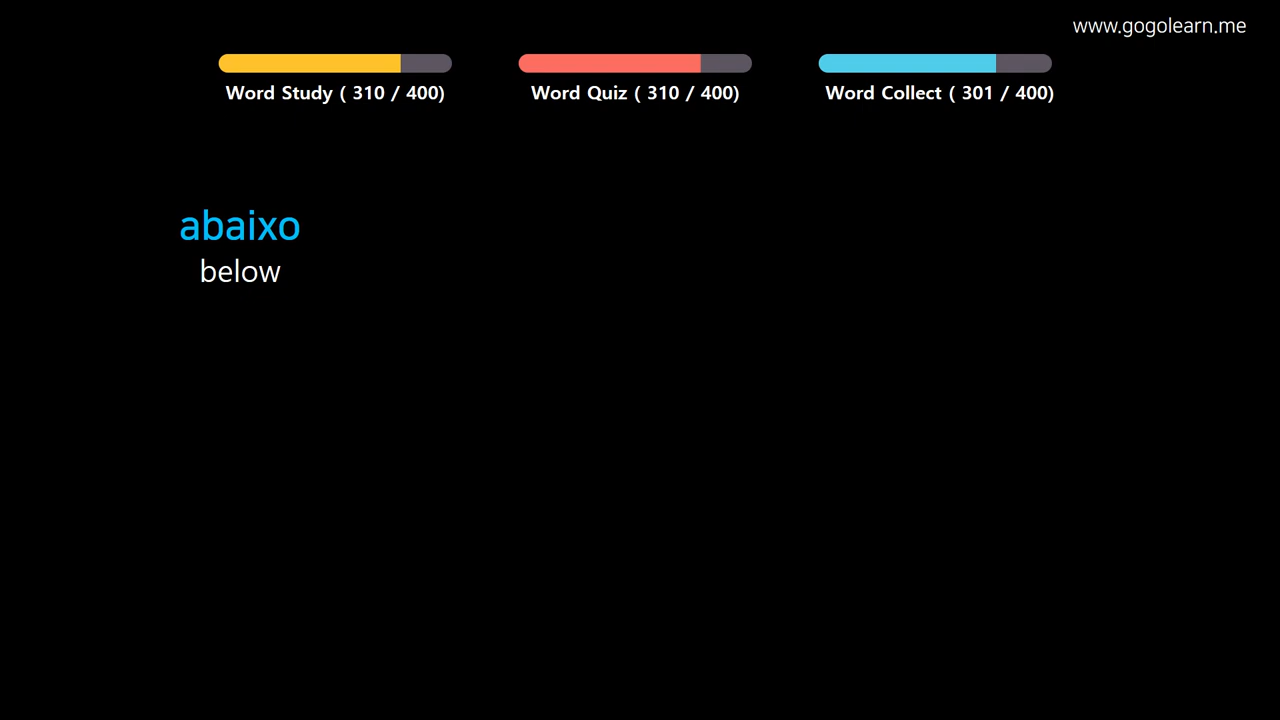 www.gogolearn.me
Word Study ( 310 / 400)
Word Quiz ( 310 / 400)
Word Collect ( 301 / 400)
abaixo
below